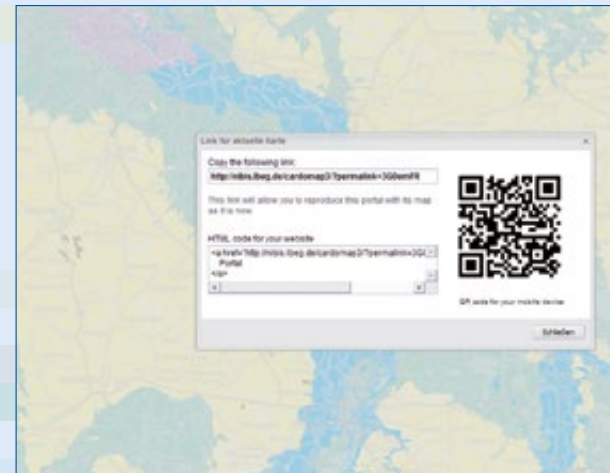 Link für aktuelle Karte
Copy the following link:
http://nibis.lbeg.de/cardomap3/?permalink=3G0emFR
This link will allow you to reproduce this portal with its map
as it is now
HTML code for your website
<a href="http://nibis.lbeg.de/cardomap3/?permalink=3G0
Portal
</a>
QR code for your mobile device
Schließen